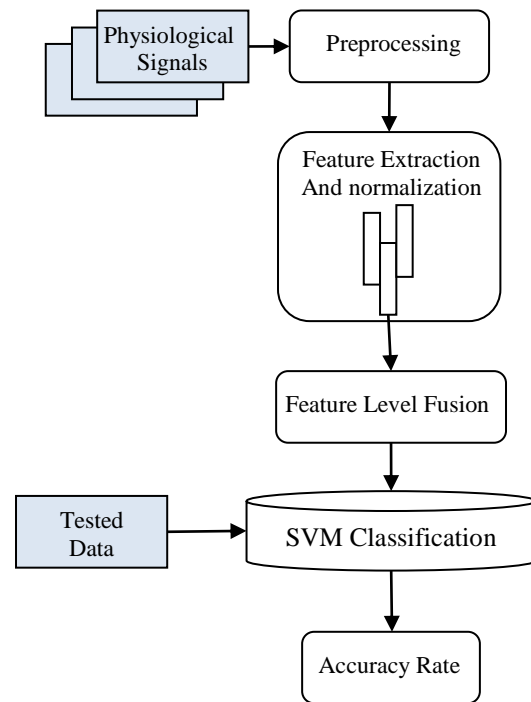 Physiological
Signals
Preprocessing
Feature Extraction
And normalization
Feature Level Fusion
Tested
Data
SVM Classification
Accuracy Rate